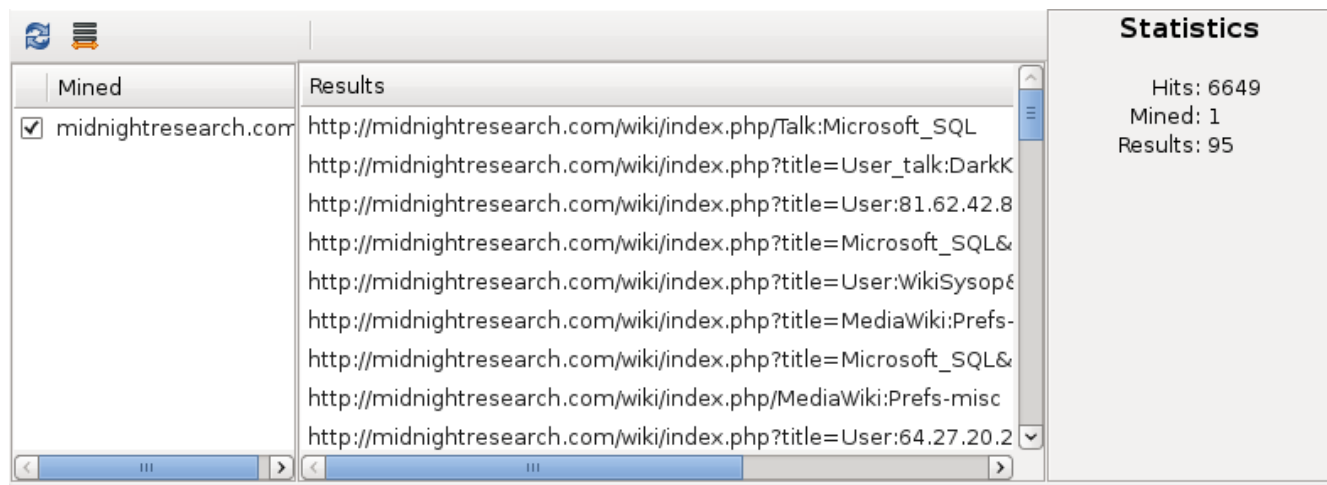 Mined
midnightresearch.com
Results
http://midnightresearch.com/wiki/index.php/Talk:Microsoft_SQL
http://midnightresearch.com/wiki/index.php?title=User_talk:DarkK
http://midnightresearch.com/wiki/index.php?title=User:81.62.42.8
http://midnightresearch.com/wiki/index.php?title=Microsoft_SQL&
http://midnightresearch.com/wiki/index.php?title=User:WikiSysop&
http://midnightresearch.com/wiki/index.php?title=MediaWiki:Prefs-
http://midnightresearch.com/wiki/index.php?title=Microsoft_SQL&
http://midnightresearch.com/wiki/index.php/MediaWiki:Prefs-misc
http://midnightresearch.com/wiki/index.php?title=User:64.27.20.2
Statistics
Hits: 6649
Mined: 1
Results: 95